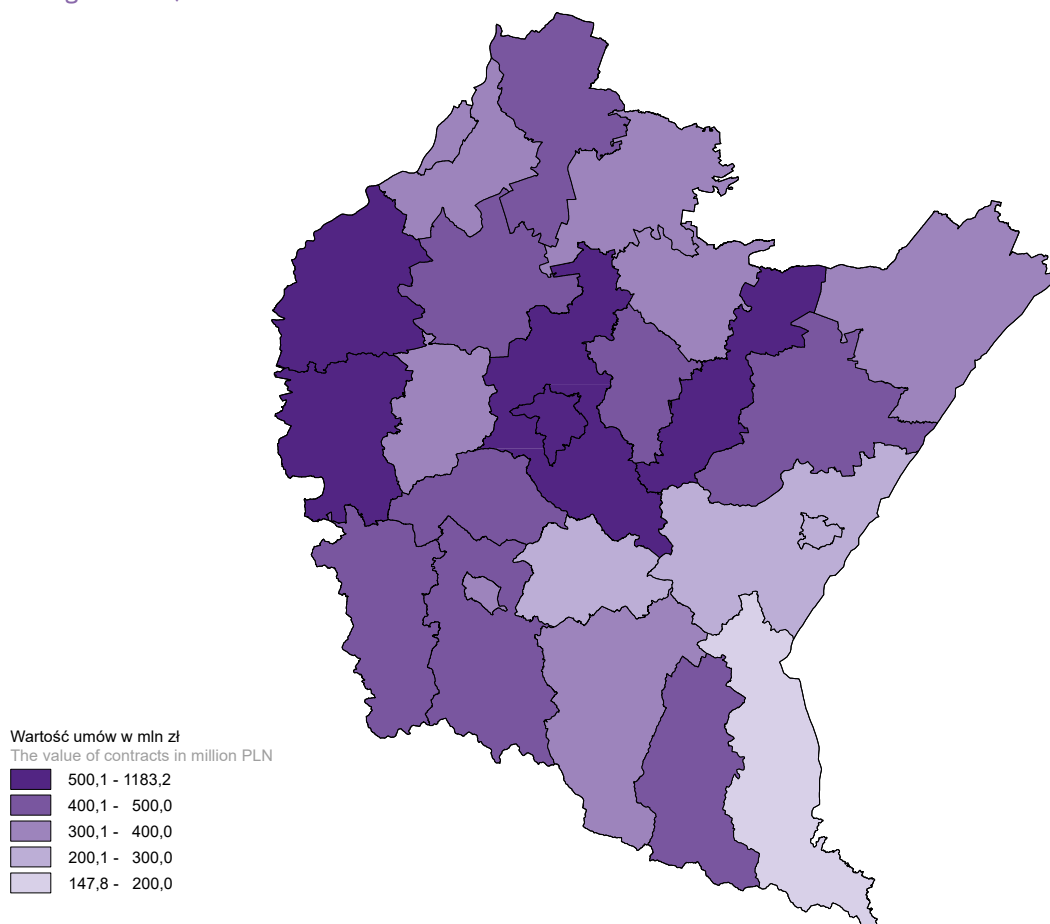 Wartość umów w mln zł
The value of contracts in million PLN
500,1 - 1183,2
400,1 - 500,0
300,1 - 400,0
200,1 - 300,0
147,8 - 200,0